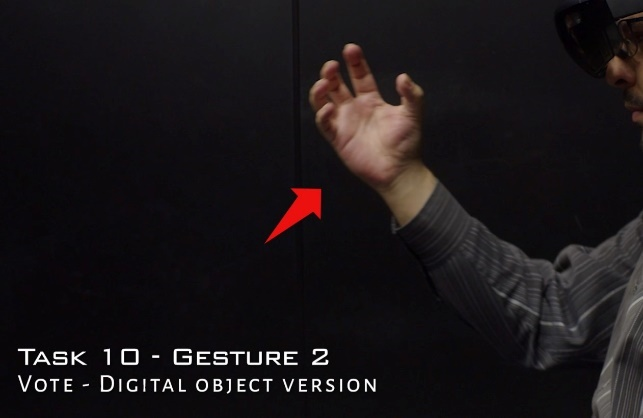 Task 10 - Gesture 2
Vote - Digital object version